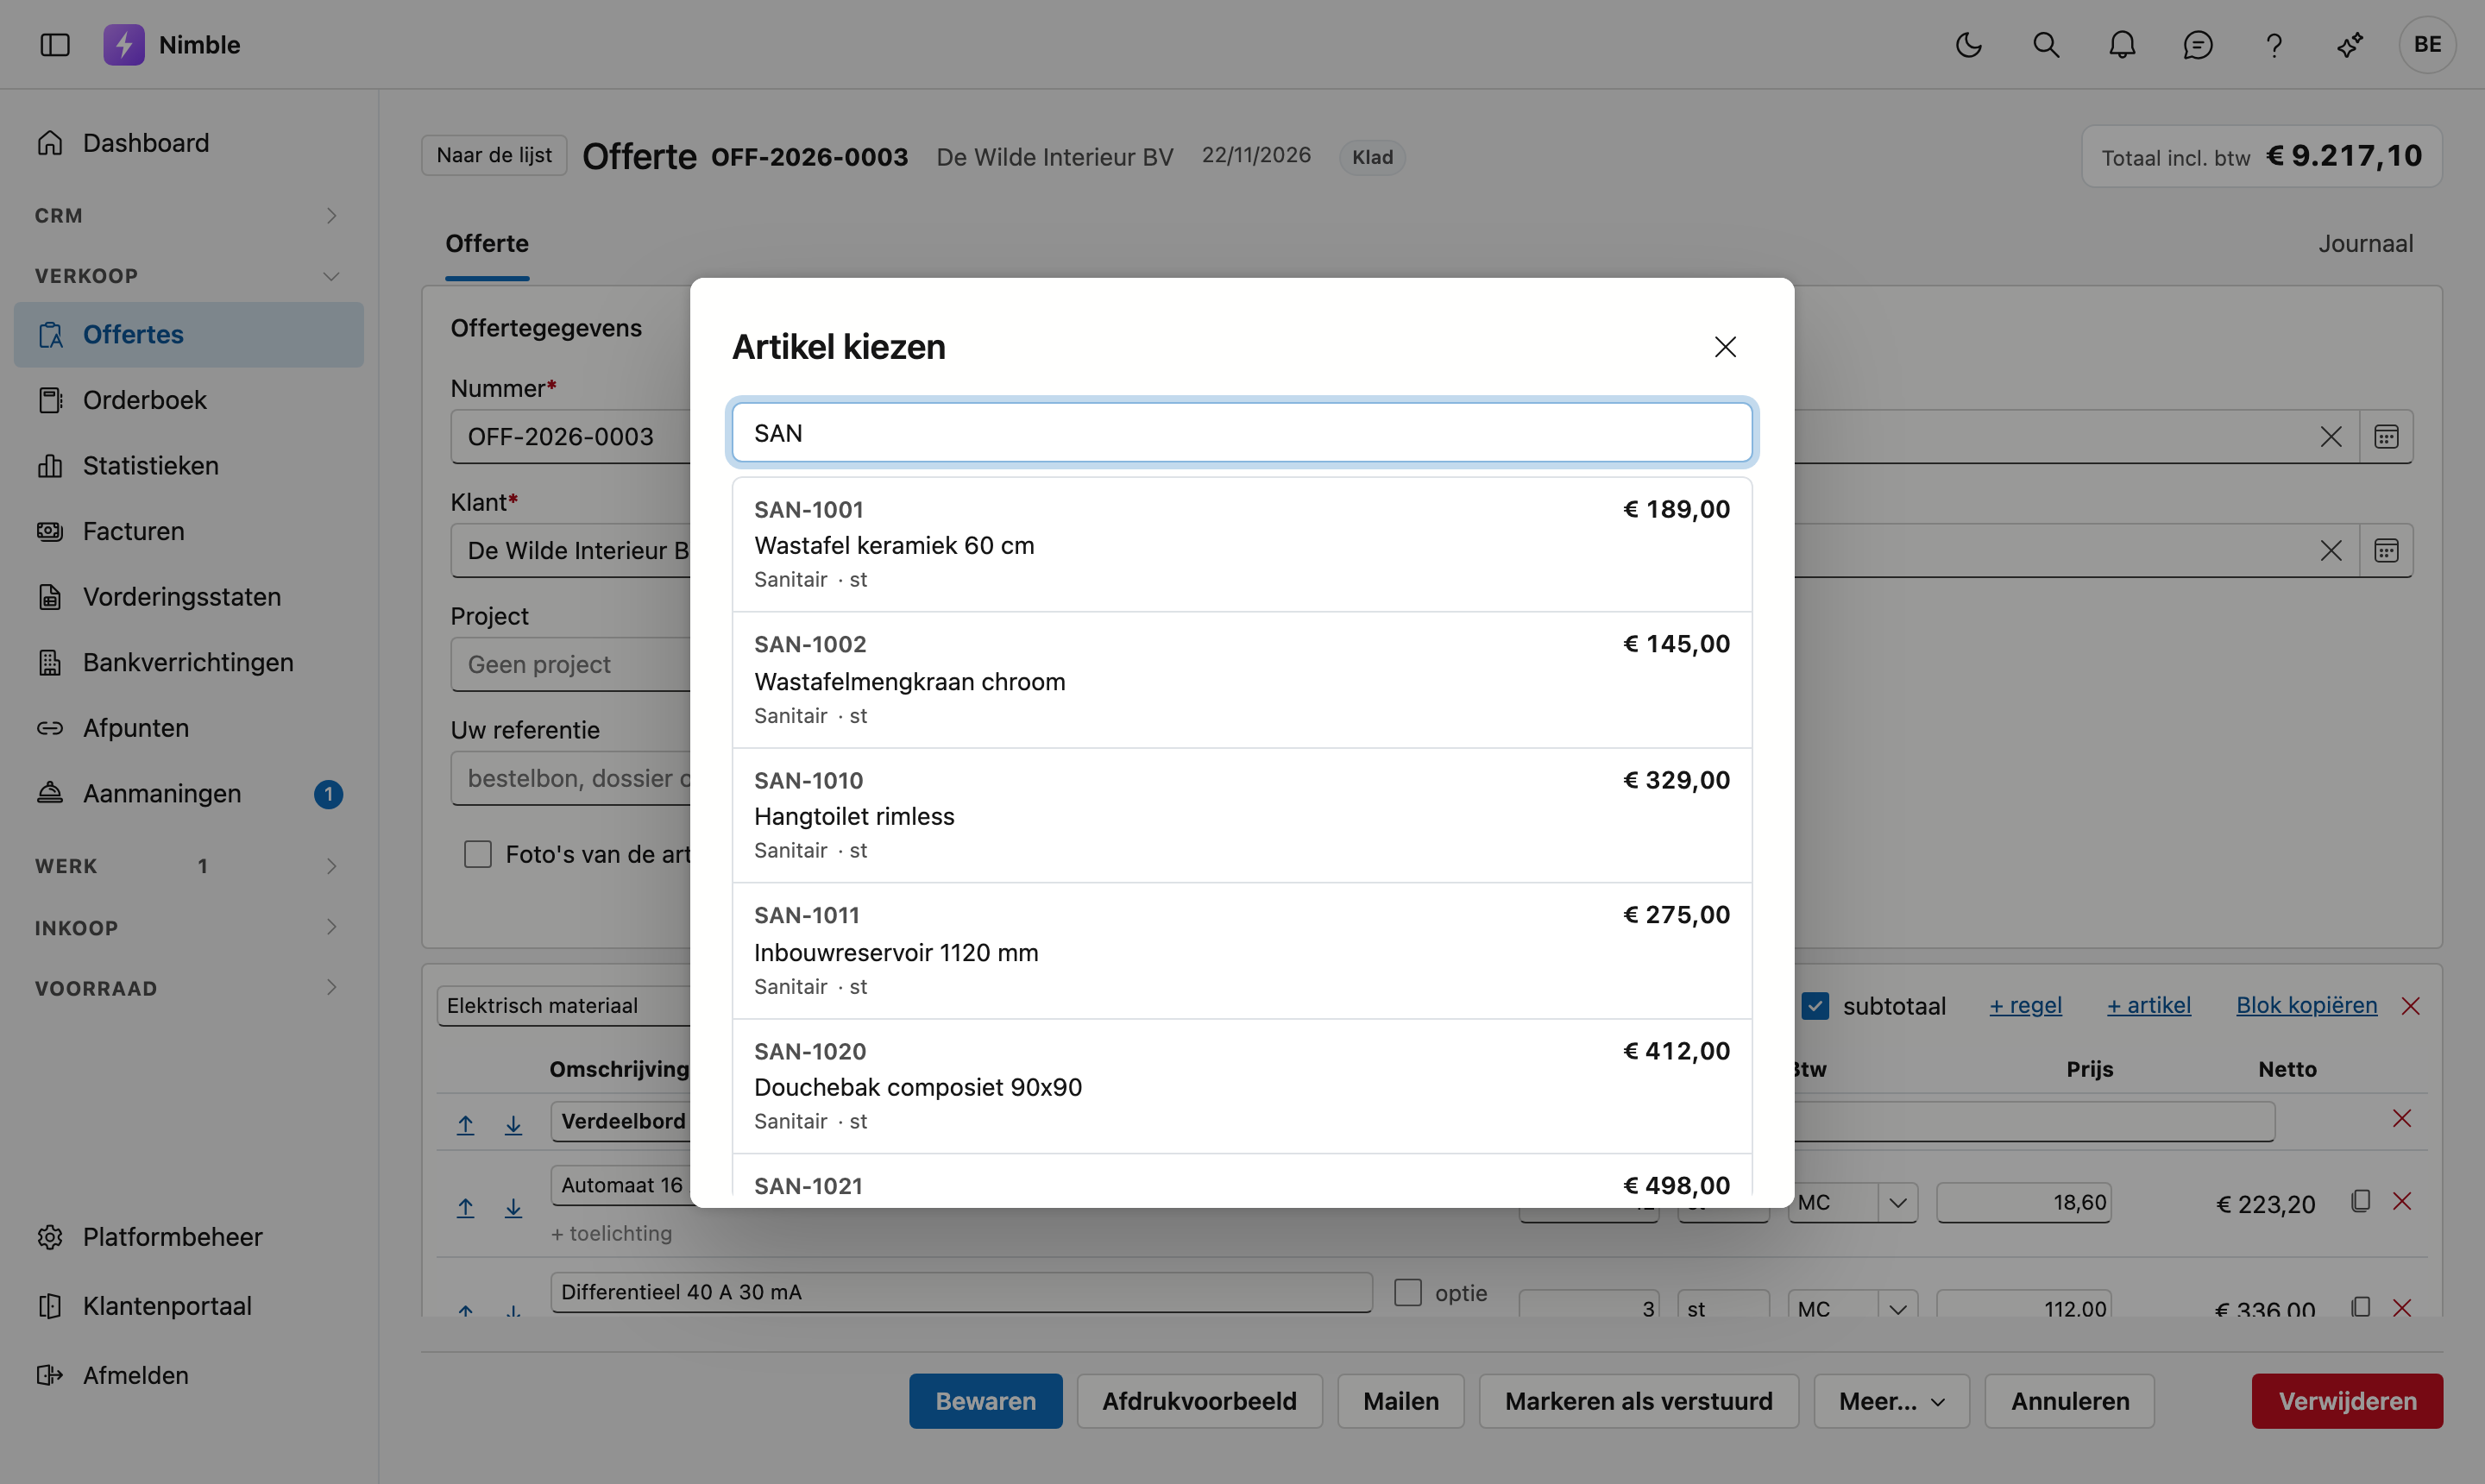 Nimble
BE
Dashboard
CRM
VERKOOP
Offertes
Orderboek
Statistieken
Facturen
Vorderingsstaten
Bankverrichtingen
Afpunten
Aanmaningen 1
WERK 1
INKOOP
VOORRAAD
Platformbeheer
Klantenportaal
Afmelden
Naar de lijst Offerte OFF-2026-0003 De Wilde Interieur BV 22/11/2026 Klad
Totaal incl. btw € 9.217,10
Offerte Journaal
Offertegegevens
Nummer*
OFF-2026-0003
Klant*
De Wilde Interieur B
Project
Geen project
Uw referentie
bestelbon, dossier
Foto's van de art
Artikel kiezen
SAN
SAN-1001 € 189,00
Wastafel keramiek 60 cm
Sanitair · st
SAN-1002 € 145,00
Wastafelmengkraan chroom
Sanitair · st
SAN-1010 € 329,00
Hangtoilet rimless
Sanitair · st
SAN-1011 € 275,00
Inbouwreservoir 1120 mm
Sanitair · st
SAN-1020 € 412,00
Douchebak composiet 90x90
Sanitair · st
SAN-1021 € 498,00
Elektrisch materiaal subtotaal + regel + artikel Blok kopiëren
Omschrijving Btw Prijs Netto
Verdeelbord
Automaat 16 12 st MC 18,60 € 223,20
+ toelichting
Differentieel 40 A 30 mA optie 3 st MC 112,00 € 336,00
Bewaren Afdrukvoorbeeld Mailen Markeren als verstuurd Meer... Annuleren Verwijderen